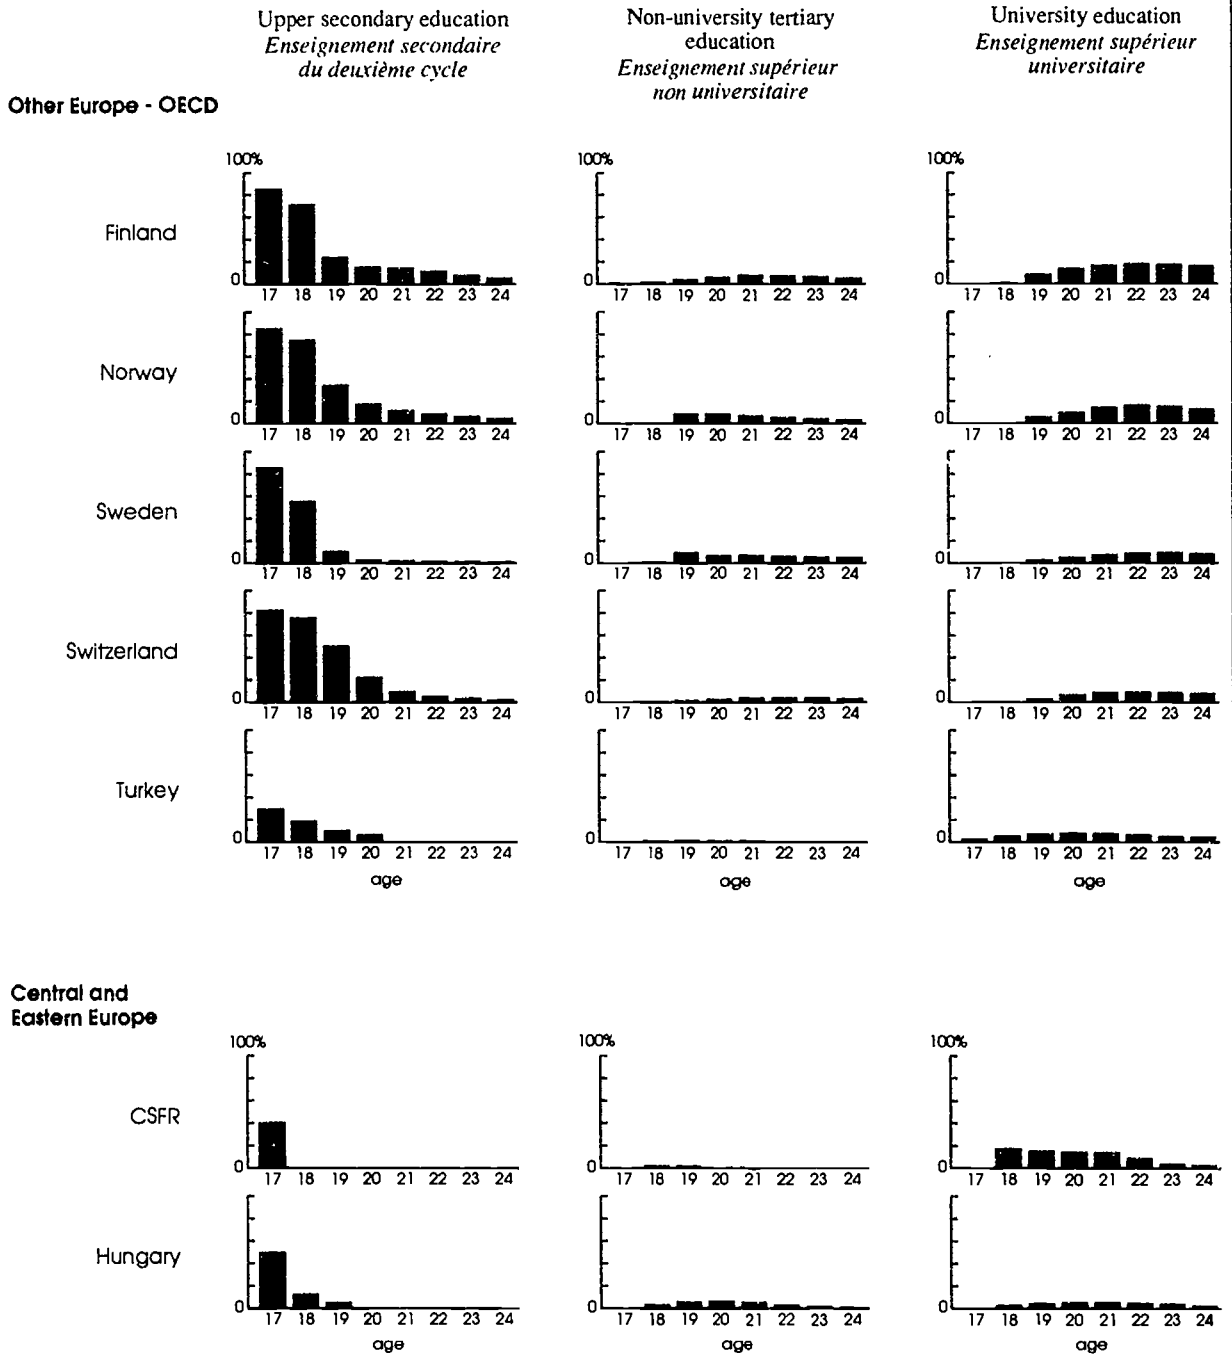 Upper secondary education
Enseignement secondaire
du deuxième cycle
Non-university tertiary
education
Enseignement supérieur
non universitaire
University education
Enseignement supérieur
universitaire
Other Europe - OECD
100% 100% 100%
Finland
0 0 0
17 18 19 20 21 22 23 24 17 18 19 20 21 22 23 24 17 18 19 20 21 22 23 24
Norway
0 0 0
17 18 19 20 21 22 23 24 17 18 19 20 21 22 23 24 17 18 19 20 21 22 23 24
Sweden
0 0 0
17 18 19 20 21 22 23 24 17 18 19 20 21 22 23 24 17 18 19 20 21 22 23 24
Switzerland
0 0 0
17 18 19 20 21 22 23 24 17 18 19 20 21 22 23 24 17 18 19 20 21 22 23 24
Turkey
0 0 0
17 18 19 20 21 22 23 24 17 18 19 20 21 22 23 24 17 18 19 20 21 22 23 24
age age age
Central and
Eastern Europe
100% 100% 100%
CSFR
0 0 0
17 18 19 20 21 22 23 24 17 18 19 20 21 22 23 24 17 18 19 20 21 22 23 24
Hungary
0 0 0
17 18 19 20 21 22 23 24 17 18 19 20 21 22 23 24 17 18 19 20 21 22 23 24
age age age